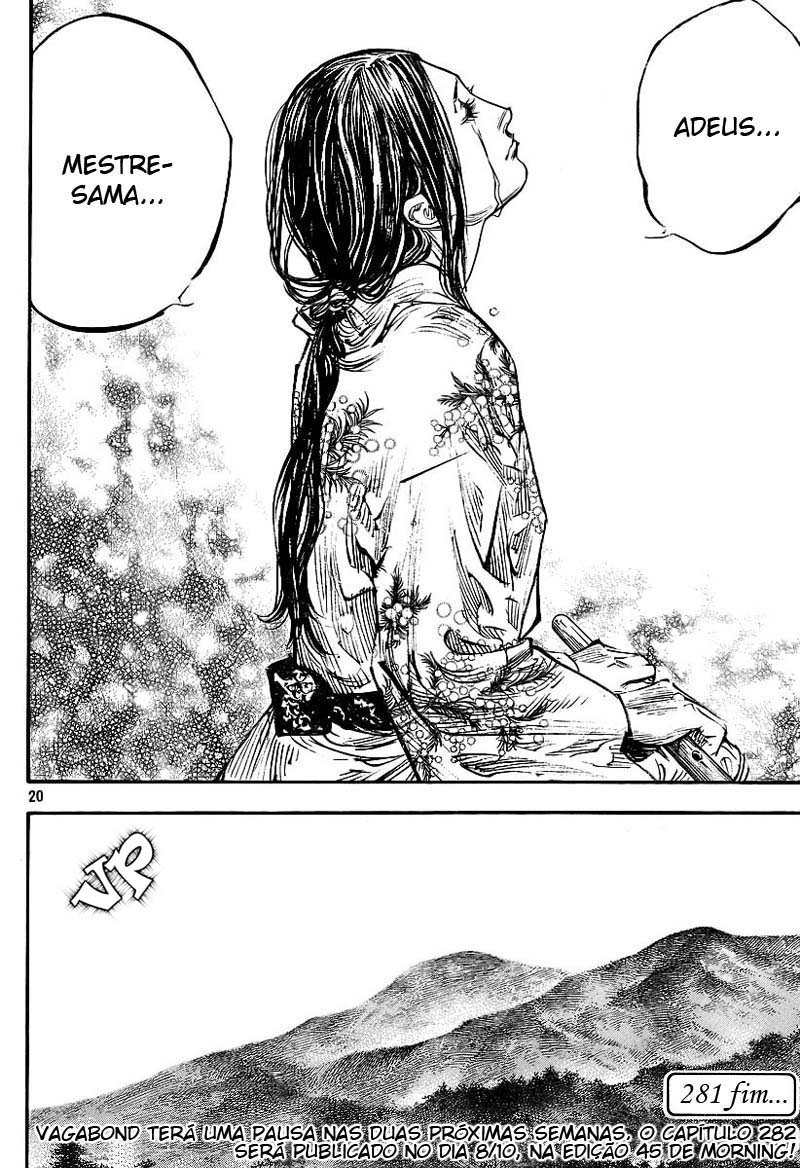 ADEUS...
MESTRE-
SAMA...
20
VP
281 fim...
VAGABOND TERÁ UMA PAUSA NAS DUAS PRÓXIMAS SEMANAS. O CAPÍTULO 282
SERÁ PUBLICADO NO DIA 8/10, NA EDIÇÃO 45 DE MORNING!